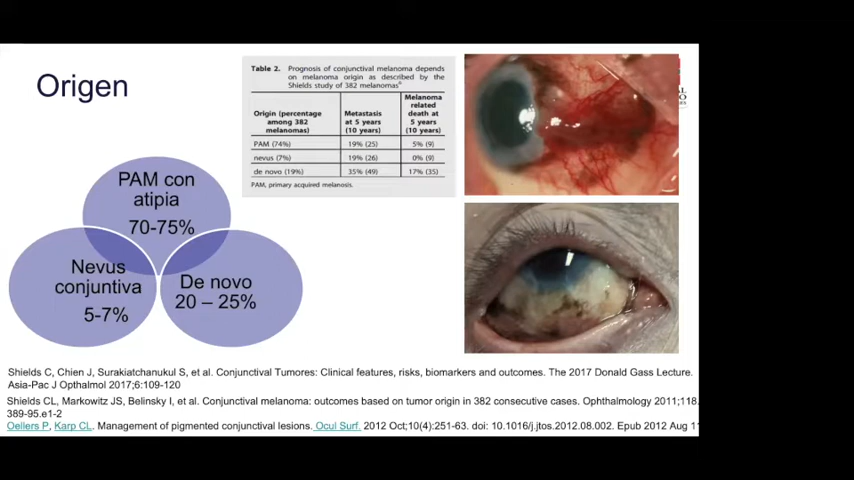 Origen
Table 2. Prognosis of conjunctival melanoma depends
on melanoma origin as described by the
Shields study of 382 melanomas
Origin (percentage among 382 melanomas) Metastasis at 5 years (10 years) Melanoma related death at 5 years (10 years)
PAM (74%) 19% (25) 5% (9)
nevus (7%) 19% (26) 0% (9)
de novo (19%) 35% (49) 17% (35)
PAM, primary acquired melanosis.
PAM con
atipia
70-75%
Nevus
conjuntiva
5-7%
De novo
20 – 25%
Shields C, Chien J, Surakiatchanukul S, et al. Conjunctival Tumores: Clinical features, risks, biomarkers and outcomes. The 2017 Donald Gass Lecture.
Asia-Pac J Opthalmol 2017;6:109-120
Shields CL, Markowitz JS, Belinsky I, et al. Conjunctival melanoma: outcomes based on tumor origin in 382 consecutive cases. Ophthalmology 2011;118.
389-95.e1-2
Oellers P, Karp CL. Management of pigmented conjunctival lesions. Ocul Surf. 2012 Oct;10(4):251-63. doi: 10.1016/j.jtos.2012.08.002. Epub 2012 Aug